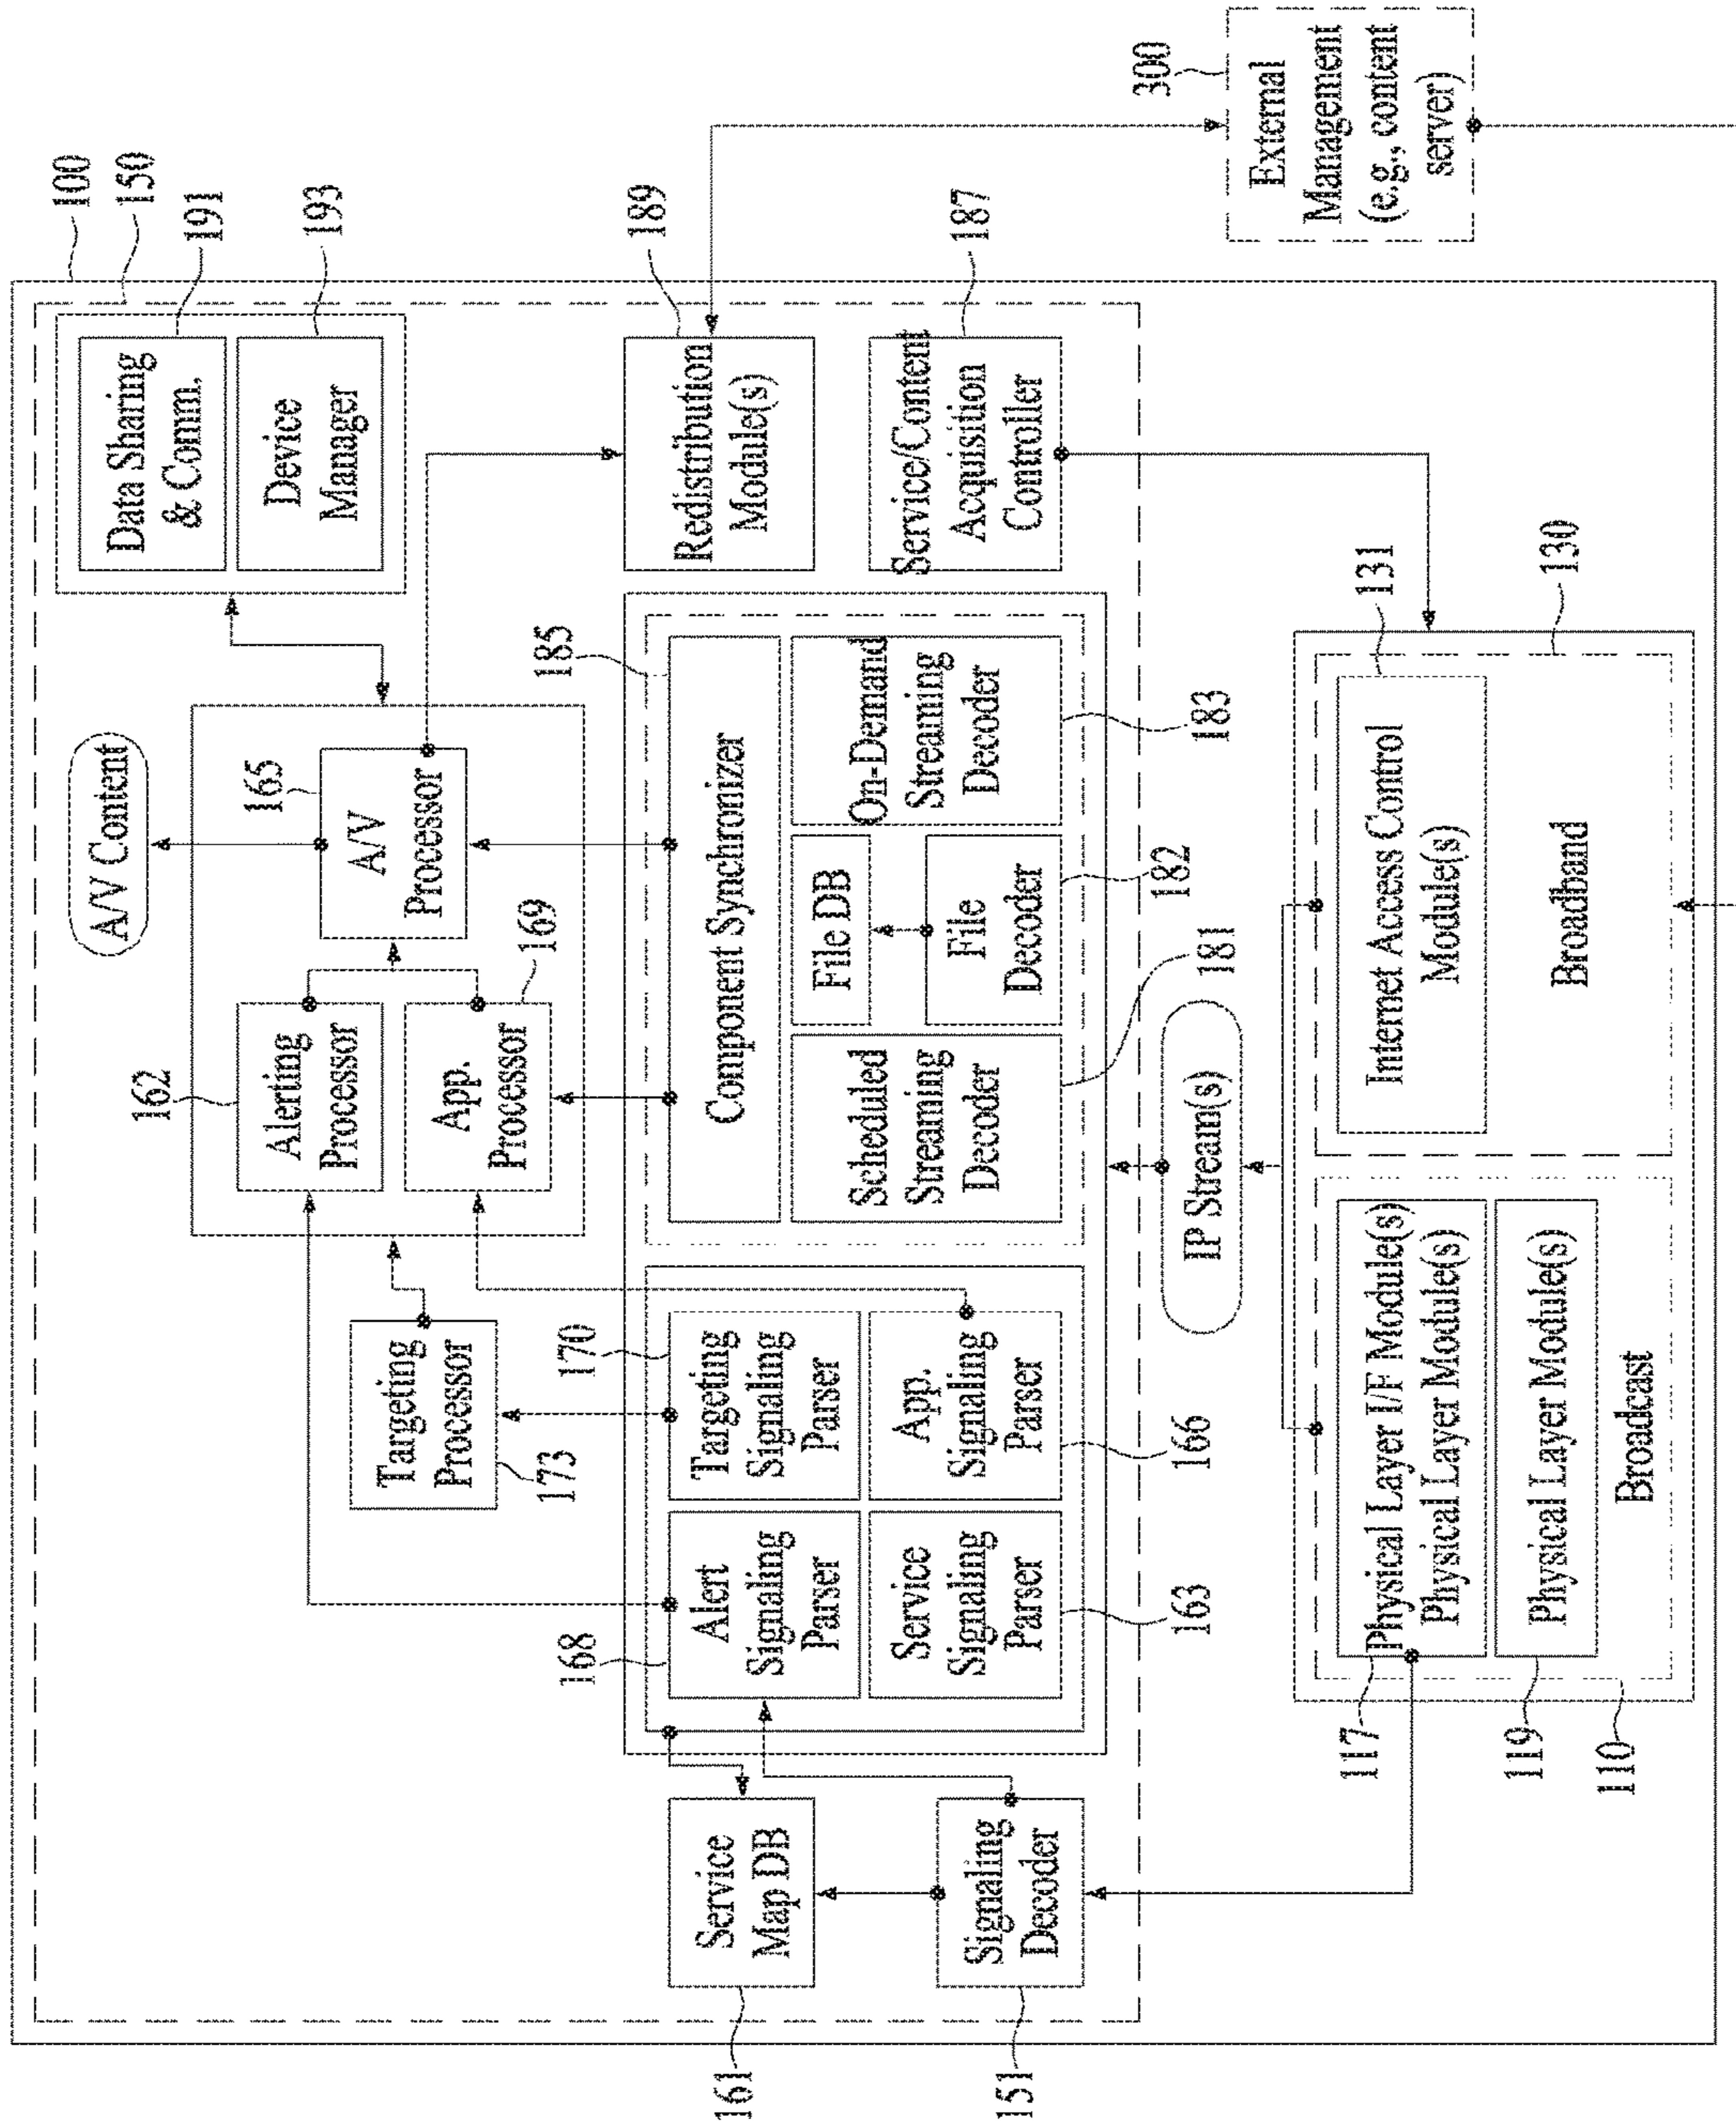 100
150
191
193
Data Sharing
& Comm.
Device
Manager
A/V Content
165
A/V
Processor
162
Alerting
Processor
169
App.
Processor
Targeting
Processor
173
189
Redistribution
Module(s)
187
Service/Content
Acquisition
Controller
300
External
Management
(e.g., content
server)
185
Component Synchronizer
On-Demand
Streaming
Decoder
183
File DB
File
Decoder
182
Scheduled
Streaming
Decoder
181
170
Targeting
Signaling
Parser
App.
Signaling
Parser
166
168
Alert
Signaling
Parser
Service
Signaling
Parser
163
Service
Map DB
161
Signaling
Decoder
151
IP Stream(s)
131
130
Internet Access Control
Module(s)
Broadband
Physical Layer I/F Module(s)
Physical Layer Module(s)
Physical Layer Module(s)
Broadcast
117
119
110